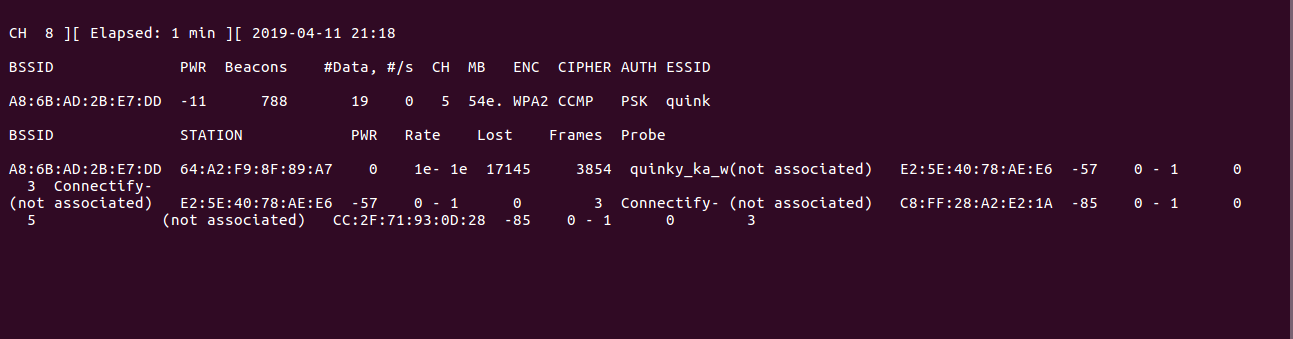 CH  8 ][ Elapsed: 1 min ][ 2019-04-11 21:18
BSSID              PWR  Beacons    #Data, #/s  CH  MB   ENC  CIPHER AUTH ESSID
A8:6B:AD:2B:E7:DD  -11      788       19    0   5  54e. WPA2 CCMP   PSK  quink
BSSID              STATION            PWR   Rate    Lost    Frames  Probe
A8:6B:AD:2B:E7:DD  64:A2:F9:8F:89:A7    0    1e- 1e  17145     3854  quinky_ka_w(not associated)   E2:5E:40:78:AE:E6  -57    0 - 1      0
3  Connectify-
(not associated)   E2:5E:40:78:AE:E6  -57    0 - 1      0        3  Connectify- (not associated)   C8:FF:28:A2:E2:1A  -85    0 - 1      0
5              (not associated)   CC:2F:71:93:0D:28  -85    0 - 1      0        3